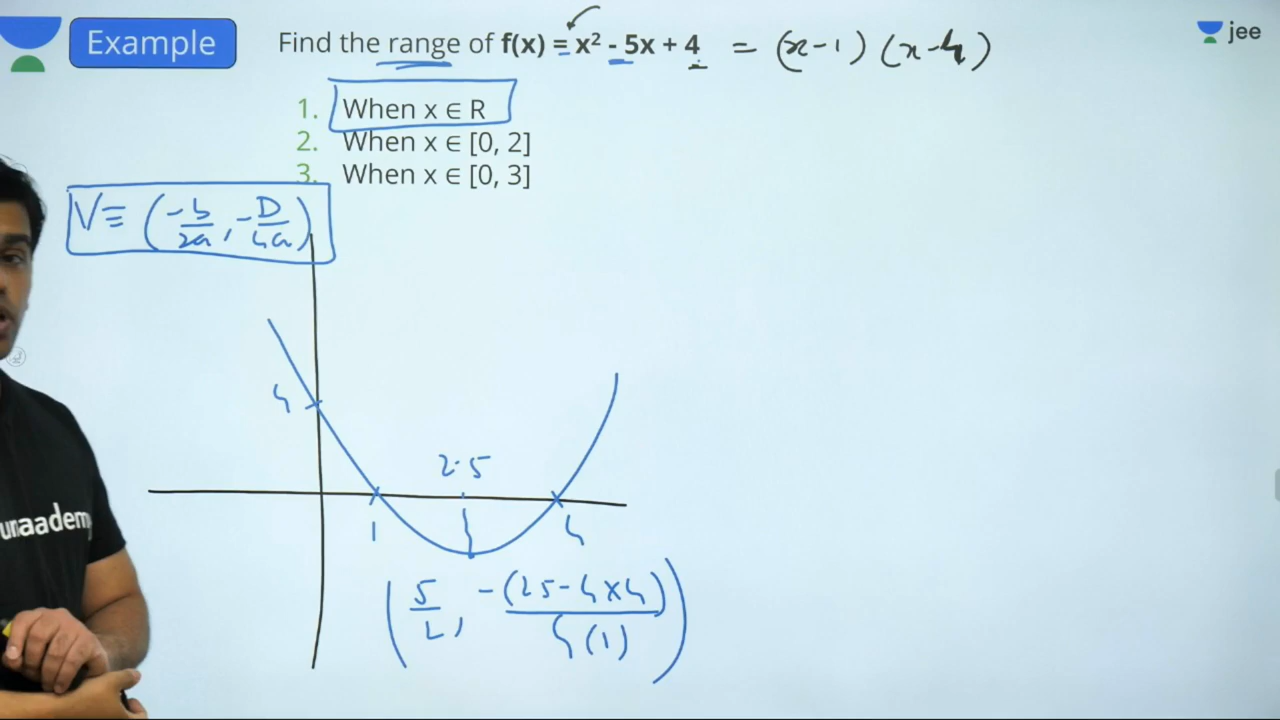 Example
Find the range of f(x) = x² - 5x + 4 = (x-1) (x-4)
jee
1. When x ∈ R
2. When x ∈ [0, 2]
3. When x ∈ [0, 3]
V ≡ (-b/2a, -D/4a)
4
2.5
1
4
(5/2, -(25-4×4)/4(1))
unaademy